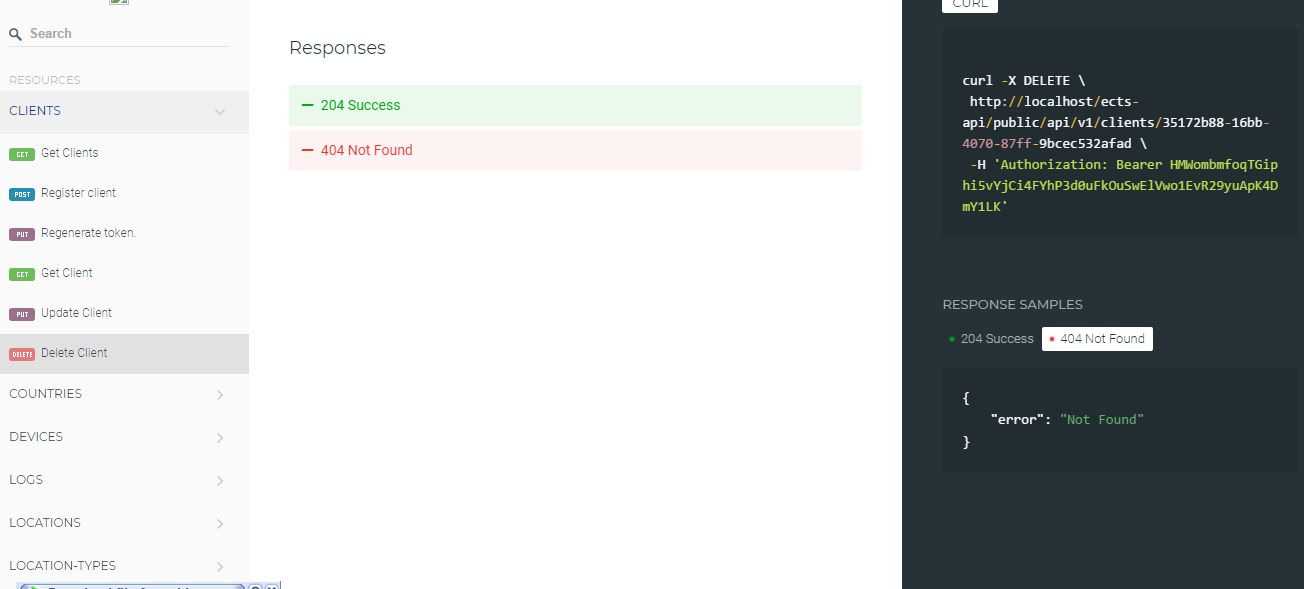 Search
RESOURCES
CLIENTS
GET Get Clients
POST Register client
PUT Regenerate token.
GET Get Client
PUT Update Client
DELETE Delete Client
COUNTRIES
DEVICES
LOGS
LOCATIONS
LOCATION-TYPES
Responses
204 Success
404 Not Found
CURL
curl -X DELETE \
http://localhost/ects-
api/public/api/v1/clients/35172b88-16bb-
4070-87ff-9bcec532afad \
-H 'Authorization: Bearer HMWombmfoqTGip
hi5vYjCi4FYhP3d0uFkOuSwElVwo1EvR29yuApK4D
mY1LK'
RESPONSE SAMPLES
204 Success
404 Not Found
{
"error": "Not Found"
}